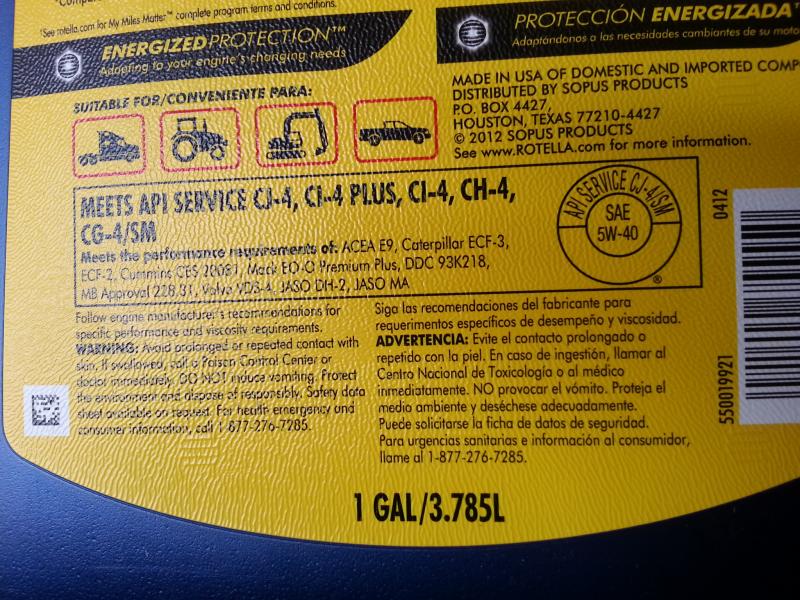 *See rotella.com for My Miles Matter™ complete program terms and conditions.
ENERGIZED PROTECTION™
Adapting to your engine's changing needs
PROTECCIÓN ENERGIZADA
Adaptándonos a las necesidades cambiantes de su
SUITABLE FOR/CONVENIENTE PARA:
MADE IN USA OF DOMESTIC AND IMPORTED
DISTRIBUTED BY SOPUS PRODUCTS
P.O. BOX 4427,
HOUSTON, TEXAS 77210-4427
© 2012 SOPUS PRODUCTS
See www.ROTELLA.com for more information.
MEETS API SERVICE CJ-4, CI-4 PLUS, CI-4, CH-4,
CG-4/SM
Meets the performance requirements of: ACEA E9, Caterpillar ECF-3,
ECF-2, Cummins CES 20081, Mack EO-O Premium Plus, DDC 93K218,
MB Approval 228.31, Volvo VDS-4, JASO DH-2, JASO MA
API SERVICE CJ-4/SM
SAE
5W-40
®
0412
550019921
Follow engine manufacturer's recommendations for
specific performance and viscosity requirements.
WARNING: Avoid prolonged or repeated contact with
skin. If swallowed, call a Poison Control Center or
doctor immediately. DO NOT induce vomiting. Protect
the environment and dispose of responsibly. Safety data
sheet available on request. For health emergency and
consumer information, call 1-877-276-7285.
Siga las recomendaciones del fabricante para
requerimientos específicos de desempeño y viscosidad.
ADVERTENCIA: Evite el contacto prolongado o
repetido con la piel. En caso de ingestión, llamar al
Centro Nacional de Toxicología o al médico
inmediatamente. NO provocar el vómito. Proteja el
medio ambiente y deséchese adecuadamente.
Puede solicitarse la ficha de datos de seguridad.
Para urgencias sanitarias e información al consumidor,
llame al 1-877-276-7285.
1 GAL/3.785L